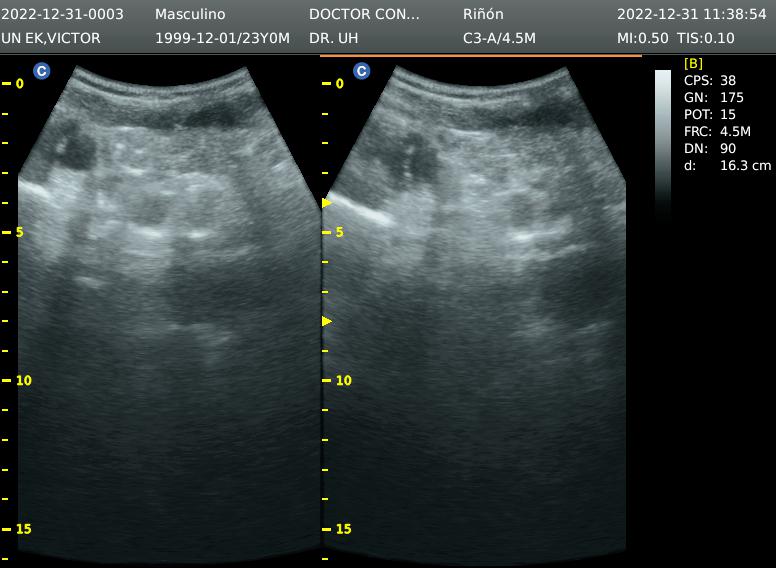 2022-12-31-0003 Masculino DOCTOR CON... Riñón 2022-12-31 11:38:54
UN EK,VICTOR 1999-12-01/23Y0M DR. UH C3-A/4.5M MI:0.50 TIS:0.10
C
C
[B]
CPS: 38
GN: 175
POT: 15
FRC: 4.5M
DN: 90
d: 16.3 cm
0
5
10
15
0
5
10
15